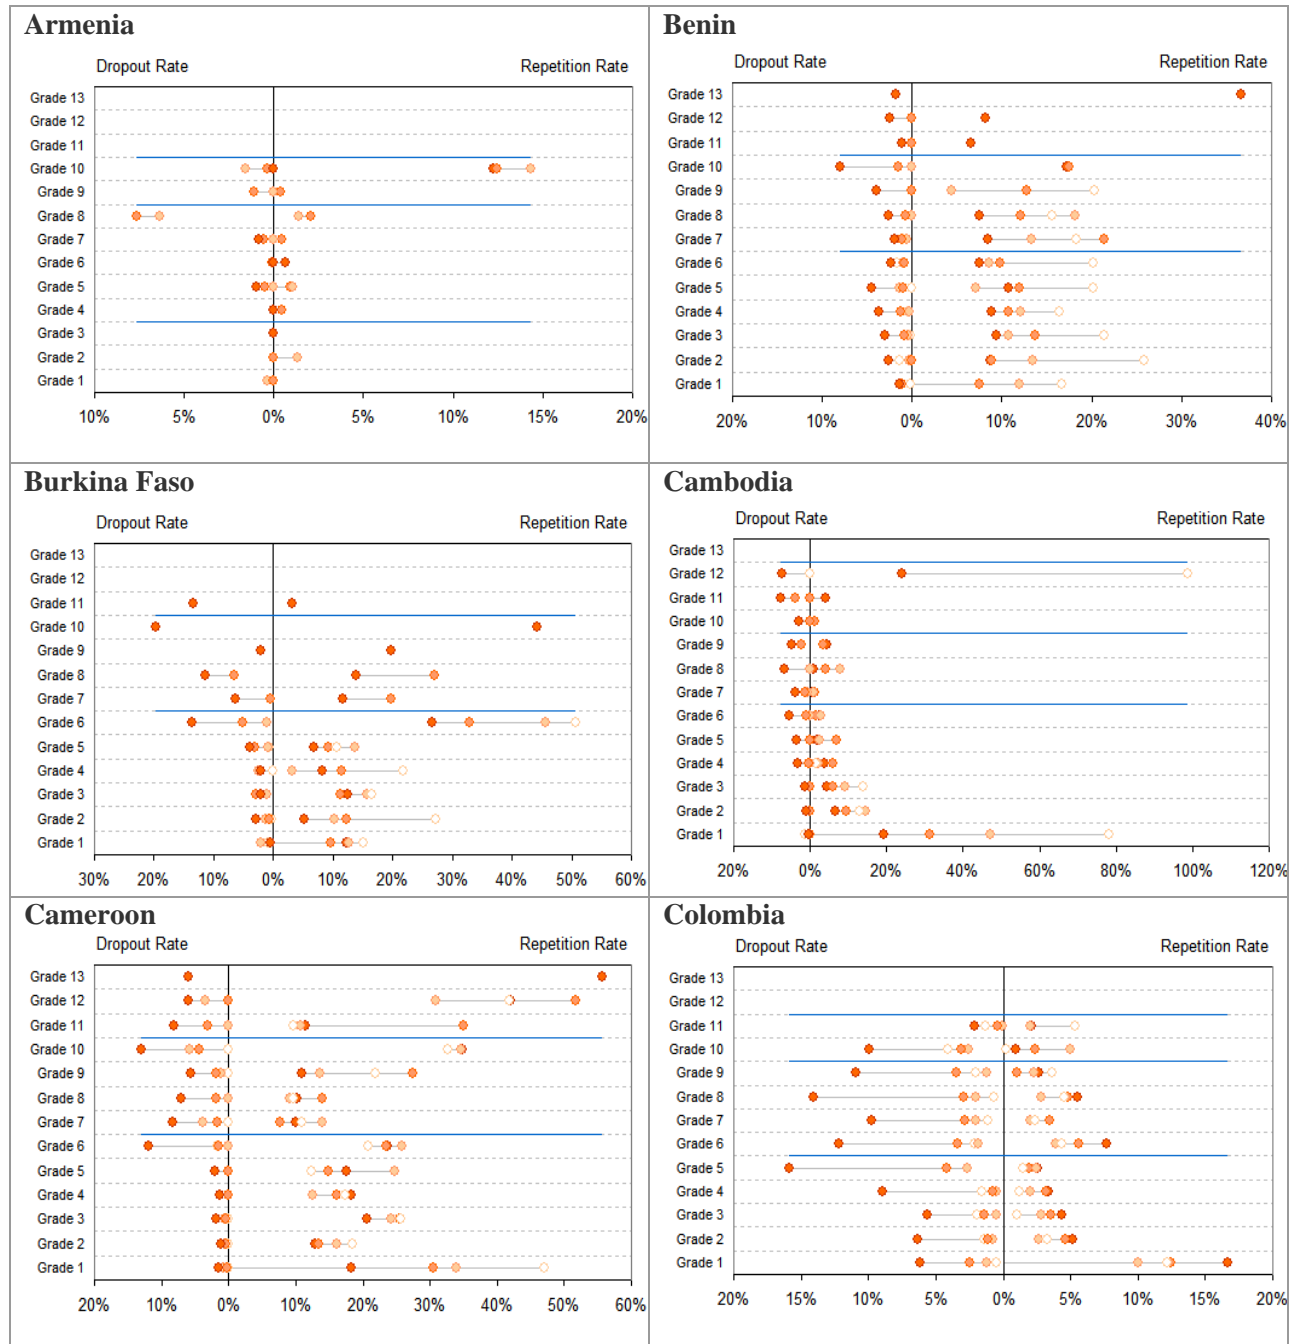 Armenia
Dropout Rate Repetition Rate
Grade 13
Grade 12
Grade 11
Grade 10
Grade 9
Grade 8
Grade 7
Grade 6
Grade 5
Grade 4
Grade 3
Grade 2
Grade 1
10% 5% 0% 5% 10% 15% 20%
Benin
Dropout Rate Repetition Rate
Grade 13
Grade 12
Grade 11
Grade 10
Grade 9
Grade 8
Grade 7
Grade 6
Grade 5
Grade 4
Grade 3
Grade 2
Grade 1
20% 10% 0% 10% 20% 30% 40%
Burkina Faso
Dropout Rate Repetition Rate
Grade 13
Grade 12
Grade 11
Grade 10
Grade 9
Grade 8
Grade 7
Grade 6
Grade 5
Grade 4
Grade 3
Grade 2
Grade 1
30% 20% 10% 0% 10% 20% 30% 40% 50% 60%
Cambodia
Dropout Rate Repetition Rate
Grade 13
Grade 12
Grade 11
Grade 10
Grade 9
Grade 8
Grade 7
Grade 6
Grade 5
Grade 4
Grade 3
Grade 2
Grade 1
20% 0% 20% 40% 60% 80% 100% 120%
Cameroon
Dropout Rate Repetition Rate
Grade 13
Grade 12
Grade 11
Grade 10
Grade 9
Grade 8
Grade 7
Grade 6
Grade 5
Grade 4
Grade 3
Grade 2
Grade 1
20% 10% 0% 10% 20% 30% 40% 50% 60%
Colombia
Dropout Rate Repetition Rate
Grade 13
Grade 12
Grade 11
Grade 10
Grade 9
Grade 8
Grade 7
Grade 6
Grade 5
Grade 4
Grade 3
Grade 2
Grade 1
20% 15% 10% 5% 0% 5% 10% 15% 20%